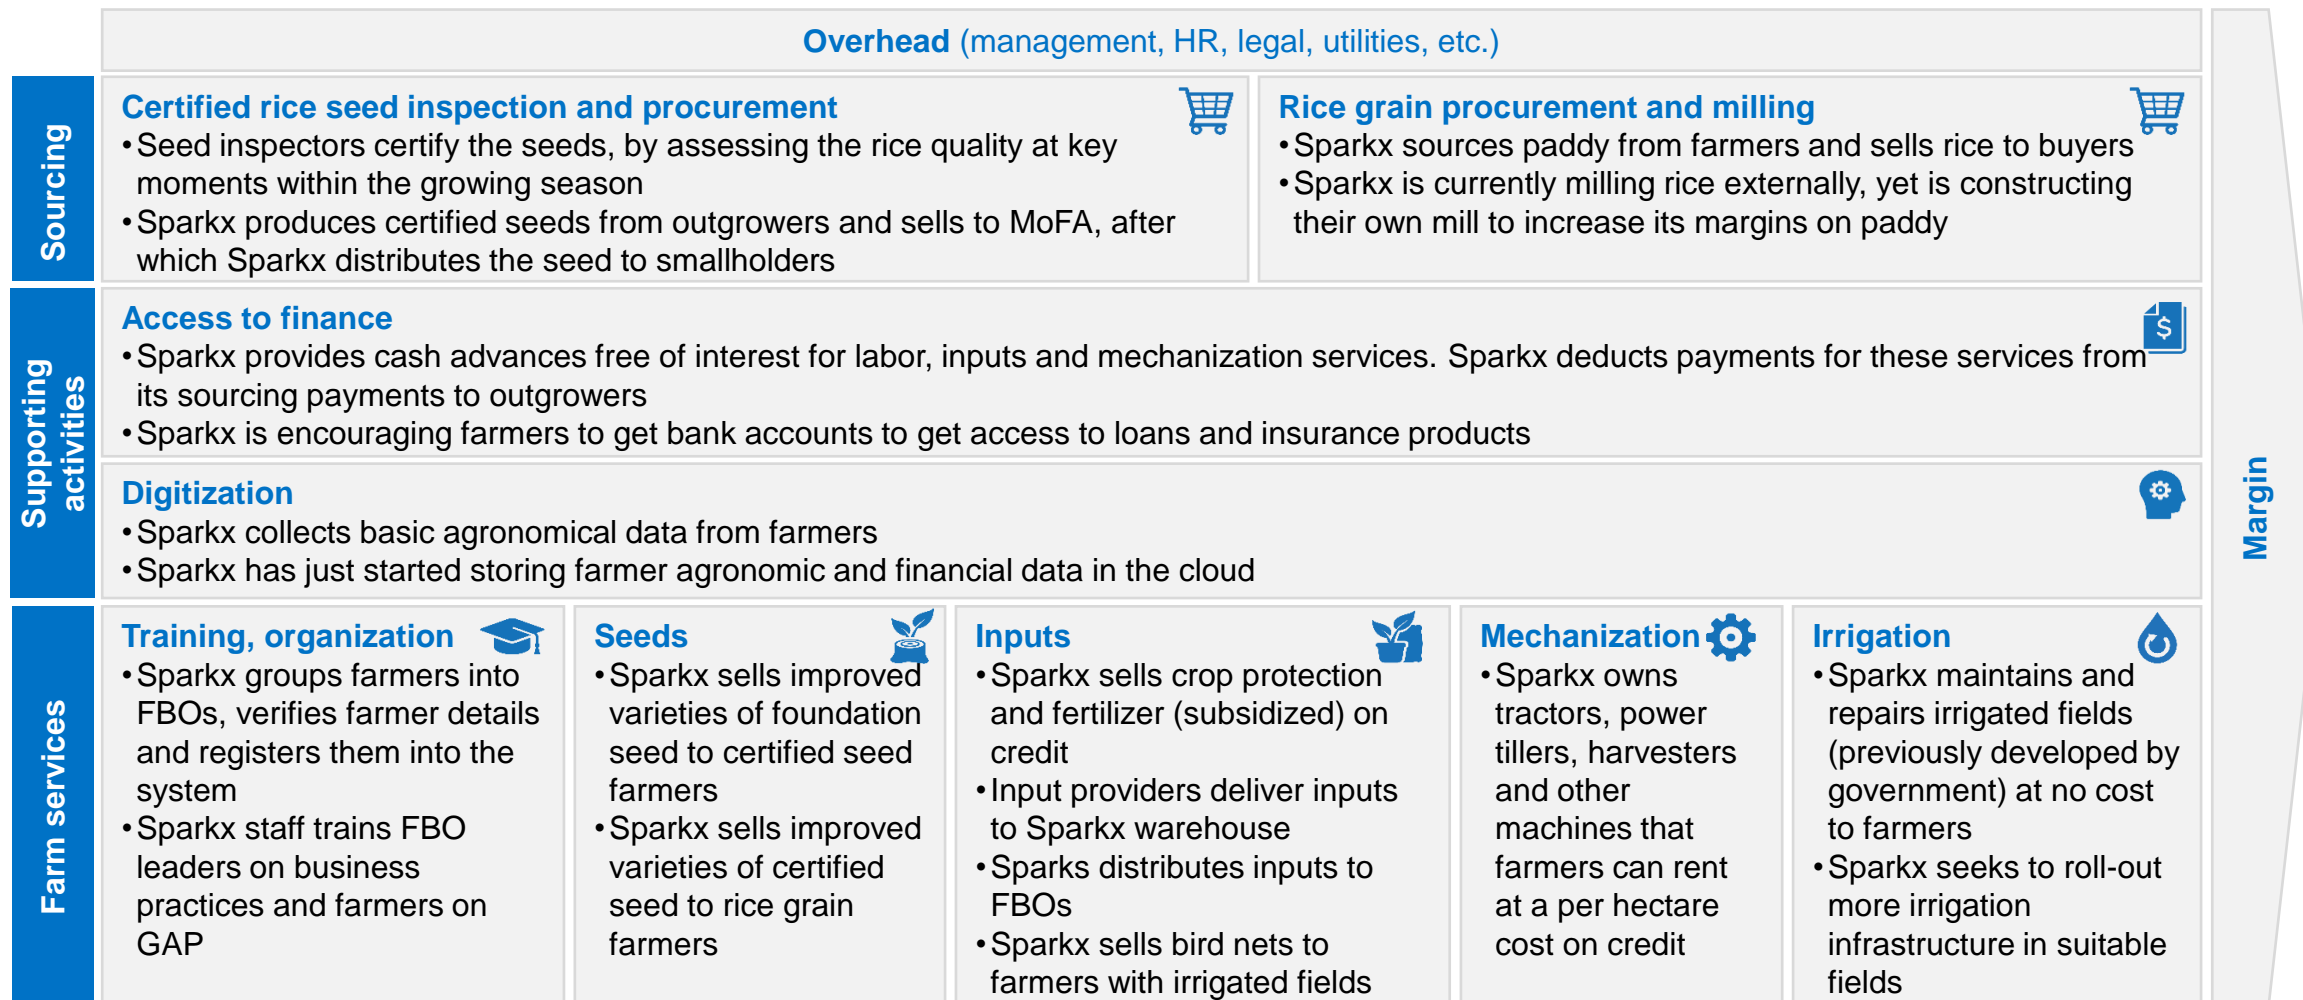 Overhead (management, HR, legal, utilities, etc.)
Sourcing
Certified rice seed inspection and procurement
•Seed inspectors certify the seeds, by assessing the rice quality at key
moments within the growing season
•Sparkx produces certified seeds from outgrowers and sells to MoFA, after
which Sparkx distributes the seed to smallholders
Rice grain procurement and milling
•Sparkx sources paddy from farmers and sells rice to buyers
•Sparkx is currently milling rice externally, yet is constructing
their own mill to increase its margins on paddy
Supporting
activities
Access to finance
•Sparkx provides cash advances free of interest for labor, inputs and mechanization services. Sparkx deducts payments for these services from
its sourcing payments to outgrowers
•Sparkx is encouraging farmers to get bank accounts to get access to loans and insurance products
$
Digitization
•Sparkx collects basic agronomical data from farmers
•Sparkx has just started storing farmer agronomic and financial data in the cloud
Farm services
Training, organization
•Sparkx groups farmers into
FBOs, verifies farmer details
and registers them into the
system
•Sparkx staff trains FBO
leaders on business
practices and farmers on
GAP
Seeds
•Sparkx sells improved
varieties of foundation
seed to certified seed
farmers
•Sparkx sells improved
varieties of certified
seed to rice grain
farmers
Inputs
•Sparkx sells crop protection
and fertilizer (subsidized) on
credit
•Input providers deliver inputs
to Sparkx warehouse
•Sparks distributes inputs to
FBOs
•Sparkx sells bird nets to
farmers with irrigated fields
Mechanization
•Sparkx owns
tractors, power
tillers, harvesters
and other
machines that
farmers can rent
at a per hectare
cost on credit
Irrigation
•Sparkx maintains and
repairs irrigated fields
(previously developed by
government) at no cost
to farmers
•Sparkx seeks to roll-out
more irrigation
infrastructure in suitable
fields
Margin